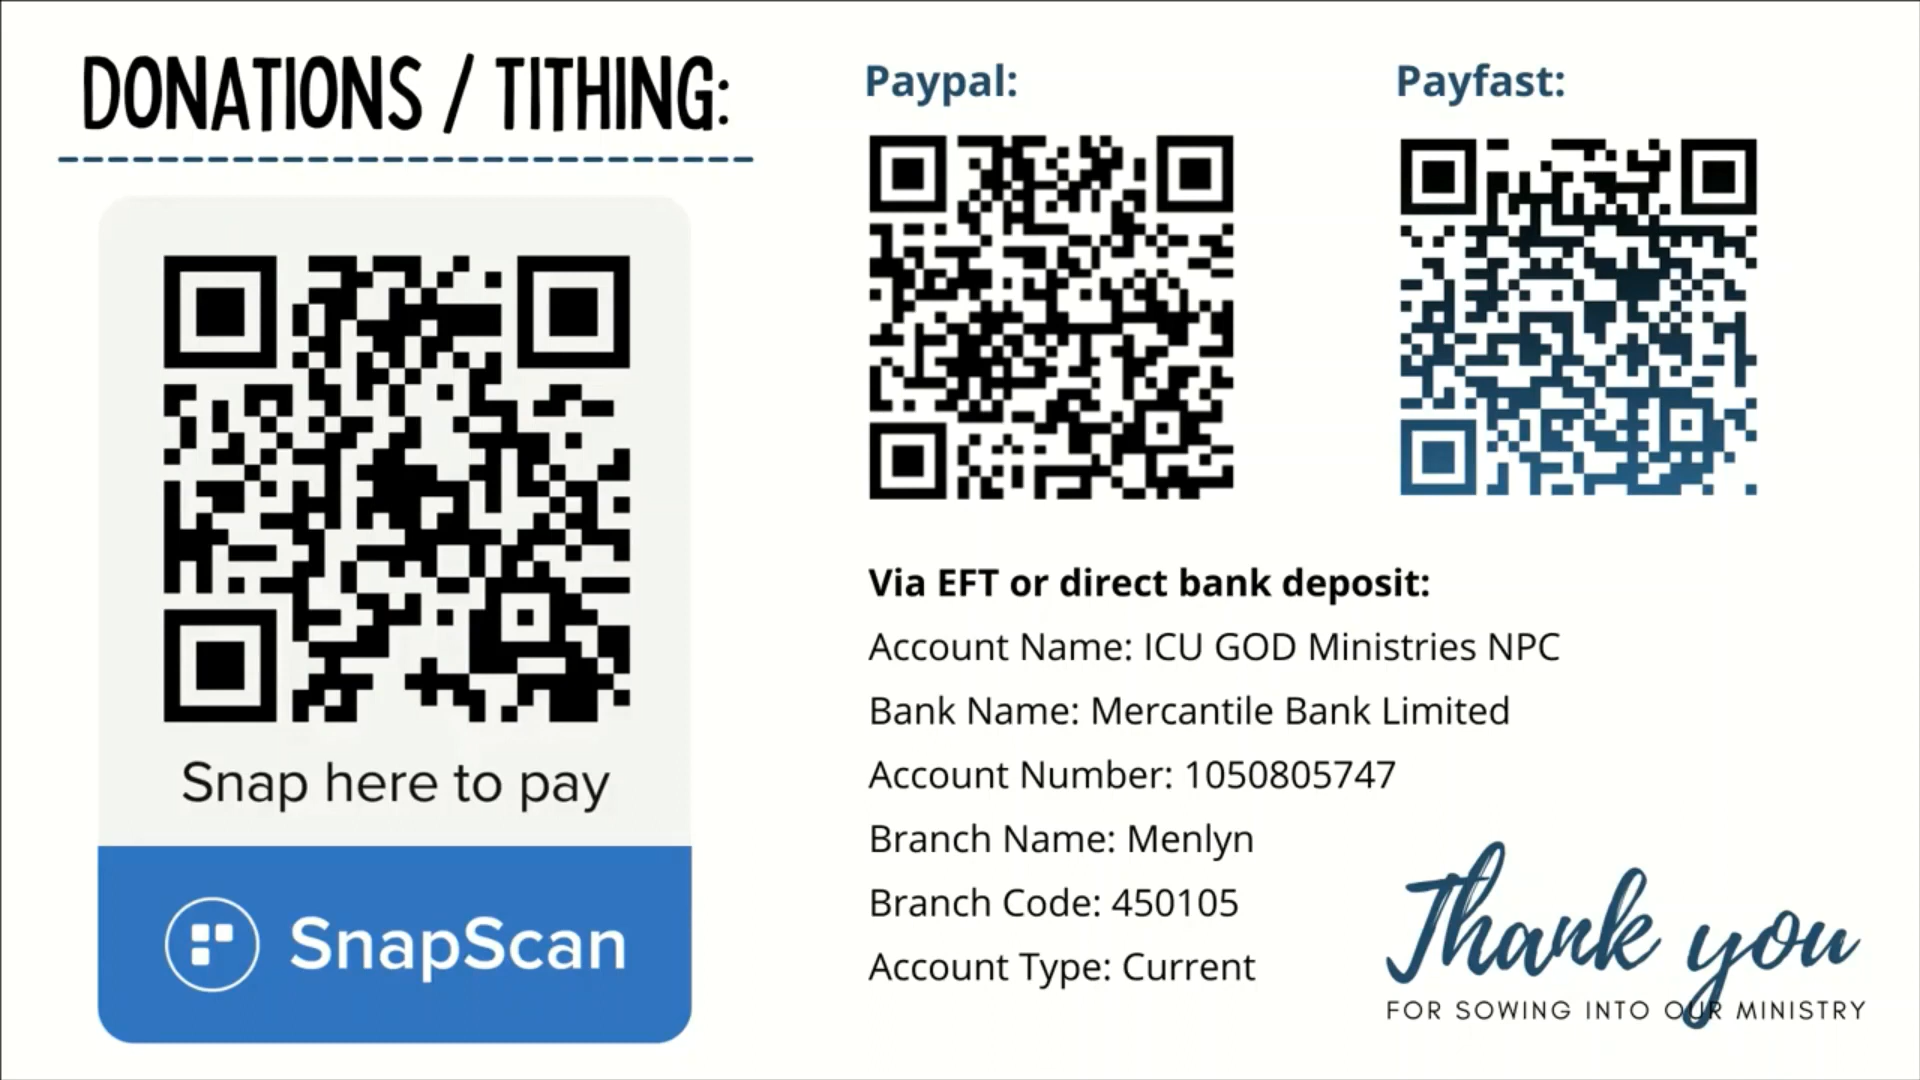 DONATIONS / TITHING:
Snap here to pay
SnapScan
Paypal:
Payfast:
Via EFT or direct bank deposit:
Account Name: ICU GOD Ministries NPC
Bank Name: Mercantile Bank Limited
Account Number: 1050805747
Branch Name: Menlyn
Branch Code: 450105
Account Type: Current
Thank you
FOR SOWING INTO OUR MINISTRY